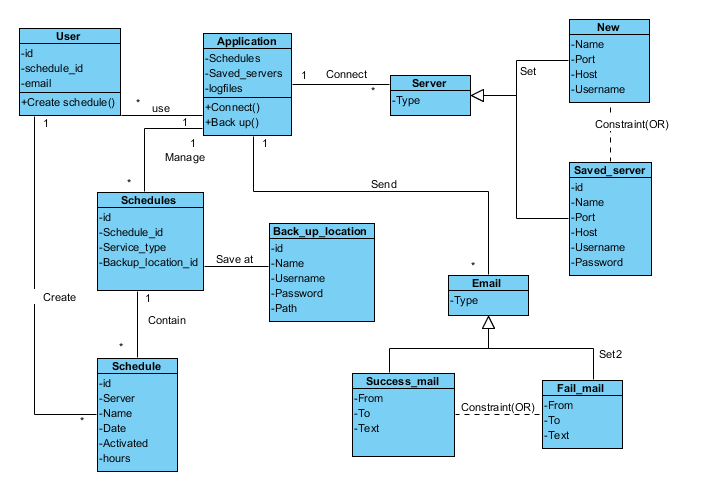 User
-id
-schedule_id
-email
+Create schedule()
1
*
use
1
Application
-Schedules
-Saved_servers
-logfiles
+Connect()
+Back up()
1
Connect
*
Server
-Type
Set
New
-Name
-Port
-Host
-Username
Constraint(OR)
Saved_server
-id
-Name
-Port
-Host
-Username
-Password
1
Manage
*
1
Send
*
Schedules
-id
-Schedule_id
-Service_type
-Backup_location_id
Save at
Back_up_location
-id
-Name
-Username
-Password
-Path
Email
-Type
Create
1
Contain
*
Schedule
-id
-Server
-Name
-Date
-Activated
-hours
*
Set2
Success_mail
-From
-To
-Text
Constraint(OR)
Fail_mail
-From
-To
-Text